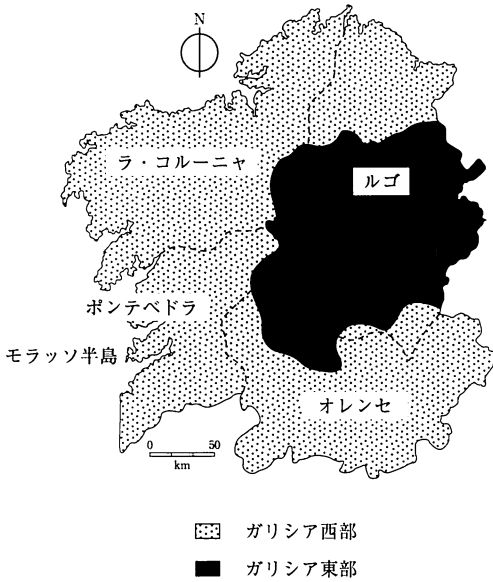 N
ラ・コルーニャ
ルゴ
ポンテベドラ
モラッソ半島
オレンセ
0 50
km
ガリシア西部
ガリシア東部